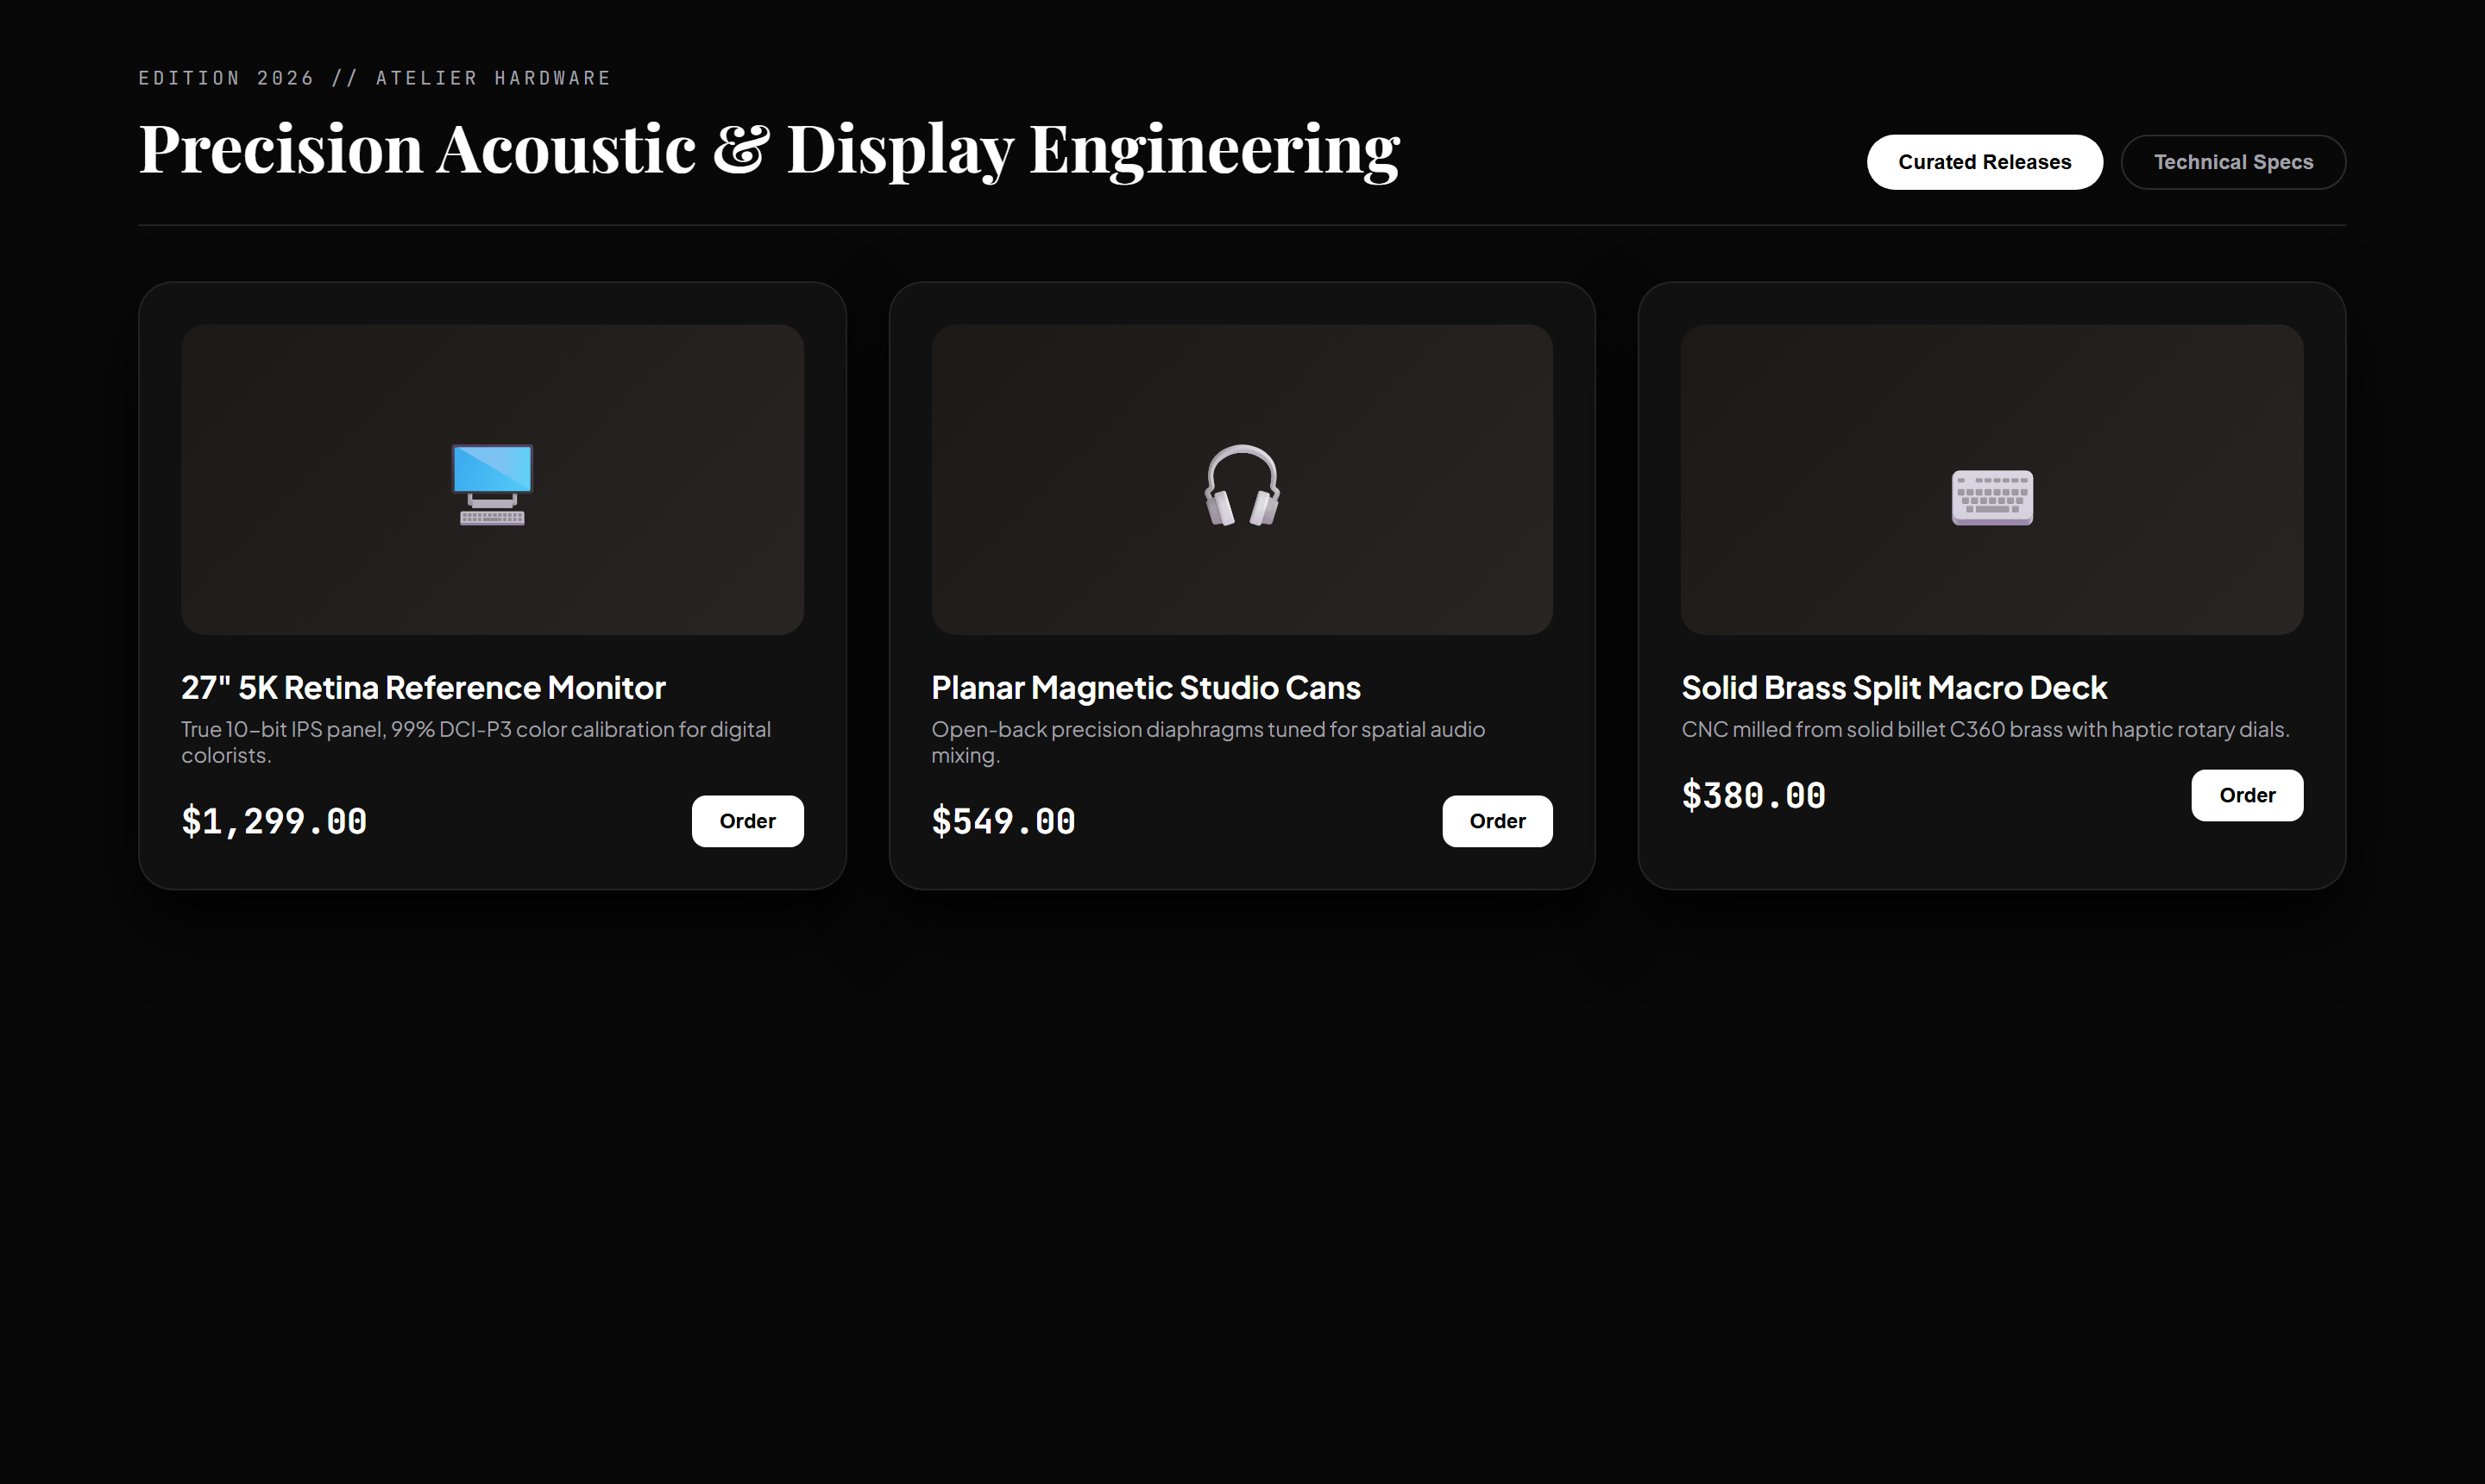 EDITION 2026 // ATELIER HARDWARE
Precision Acoustic & Display Engineering
Curated Releases
Technical Specs
27" 5K Retina Reference Monitor
True 10-bit IPS panel, 99% DCI-P3 color calibration for digital
colorists.
$1,299.00
Order
Planar Magnetic Studio Cans
Open-back precision diaphragms tuned for spatial audio
mixing.
$549.00
Order
Solid Brass Split Macro Deck
CNC milled from solid billet C360 brass with haptic rotary dials.
$380.00
Order